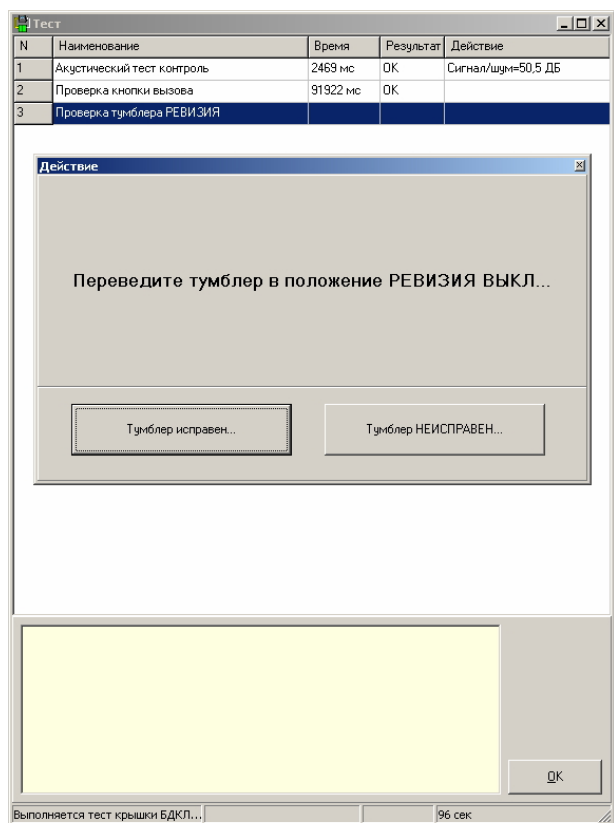 Тест
N Наименование Время Результат Действие
1 Акустический тест контроль 2469 мс ОК Сигнал/шум=50,5 ДБ
2 Проверка кнопки вызова 91922 мс ОК
3 Проверка тумблера РЕВИЗИЯ
Действие
Переведите тумблер в положение РЕВИЗИЯ ВЫКЛ...
Тумблер исправен... Тумблер НЕИСПРАВЕН...
OK
Выполняется тест крышки БДКЛ... 96 сек